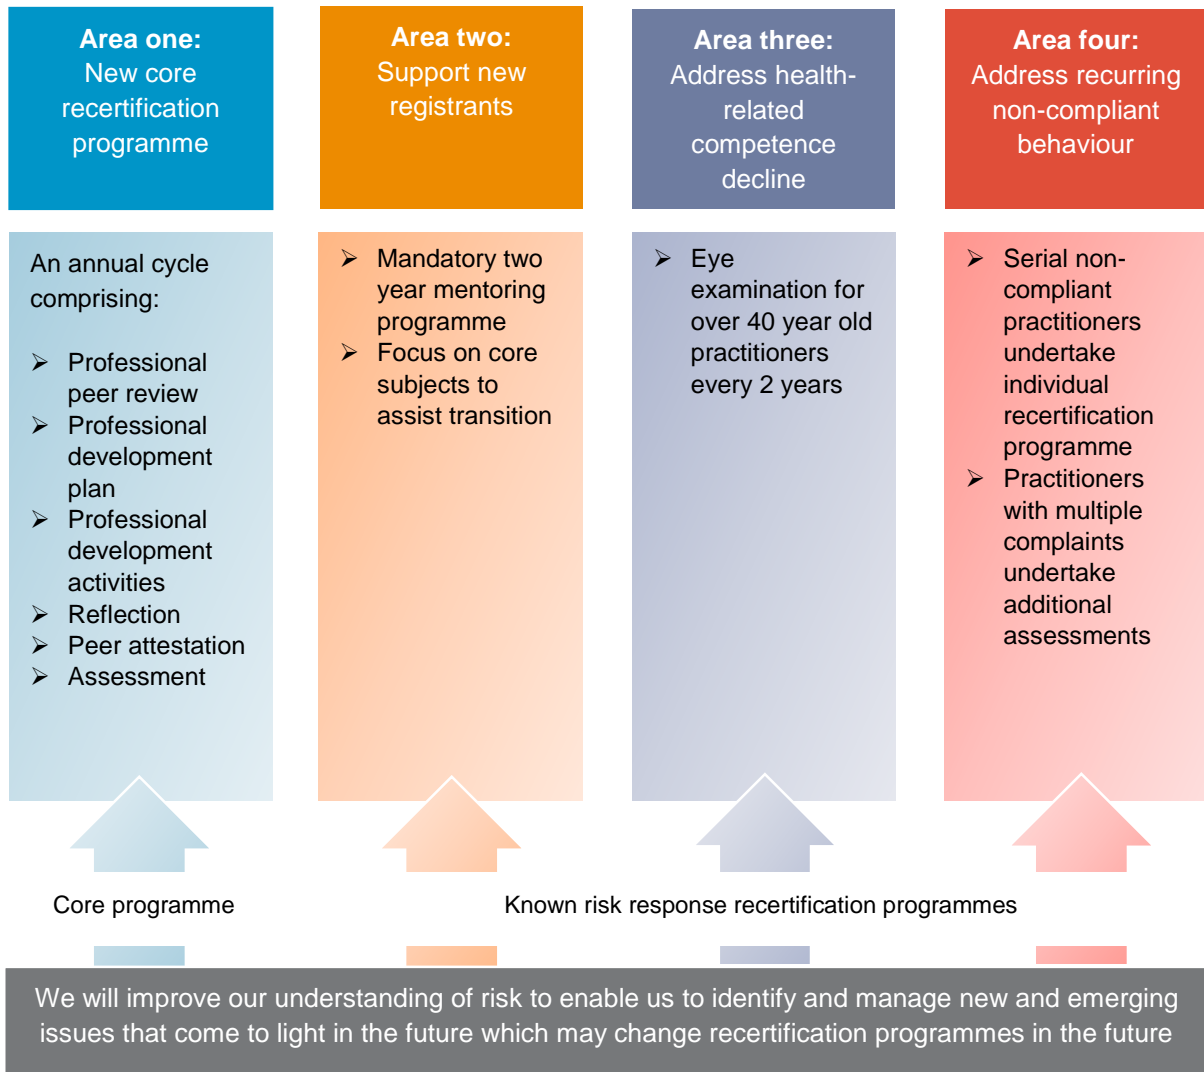 Area one:
New core
recertification
programme
Area two:
Support new
registrants
Area three:
Address health-
related
competence
decline
Area four:
Address recurring
non-compliant
behaviour
An annual cycle
comprising:
➢ Professional
peer review
➢ Professional
development
plan
➢ Professional
development
activities
➢ Reflection
➢ Peer attestation
➢ Assessment
➢ Mandatory two
year mentoring
programme
➢ Focus on core
subjects to
assist transition
➢ Eye
examination for
over 40 year old
practitioners
every 2 years
➢ Serial non-
compliant
practitioners
undertake
individual
recertification
programme
➢ Practitioners
with multiple
complaints
undertake
additional
assessments
Core programme
Known risk response recertification programmes
We will improve our understanding of risk to enable us to identify and manage new and emerging
issues that come to light in the future which may change recertification programmes in the future